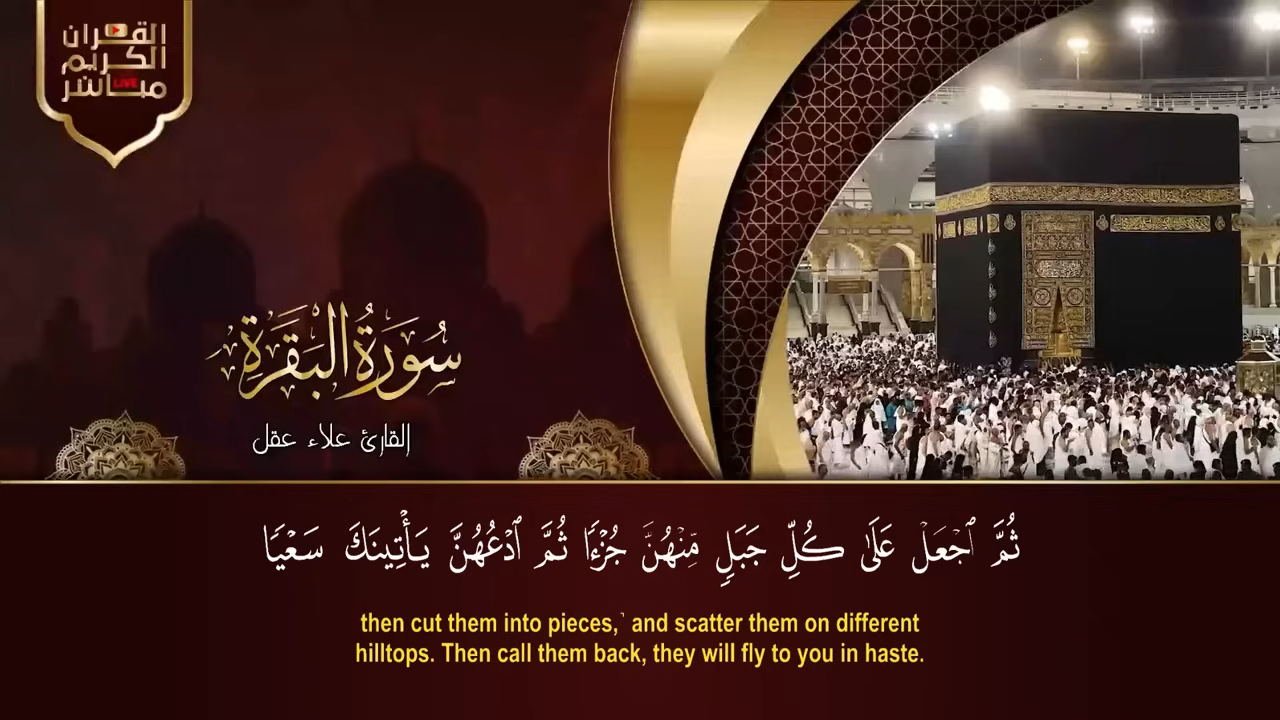 القرآن
الكريم
مباشر
LIVE
سُورَةُ البَقَرَةِ
القارئ علاء عقل
ثُمَّ ٱجْعَلْ عَلَىٰ كُلِّ جَبَلٍ مِّنْهُنَّ جُزْءًا ثُمَّ ٱدْعُهُنَّ يَأْتِينَكَ سَعْيًا
then cut them into pieces,˺ and scatter them on different
hilltops. Then call them back, they will fly to you in haste.